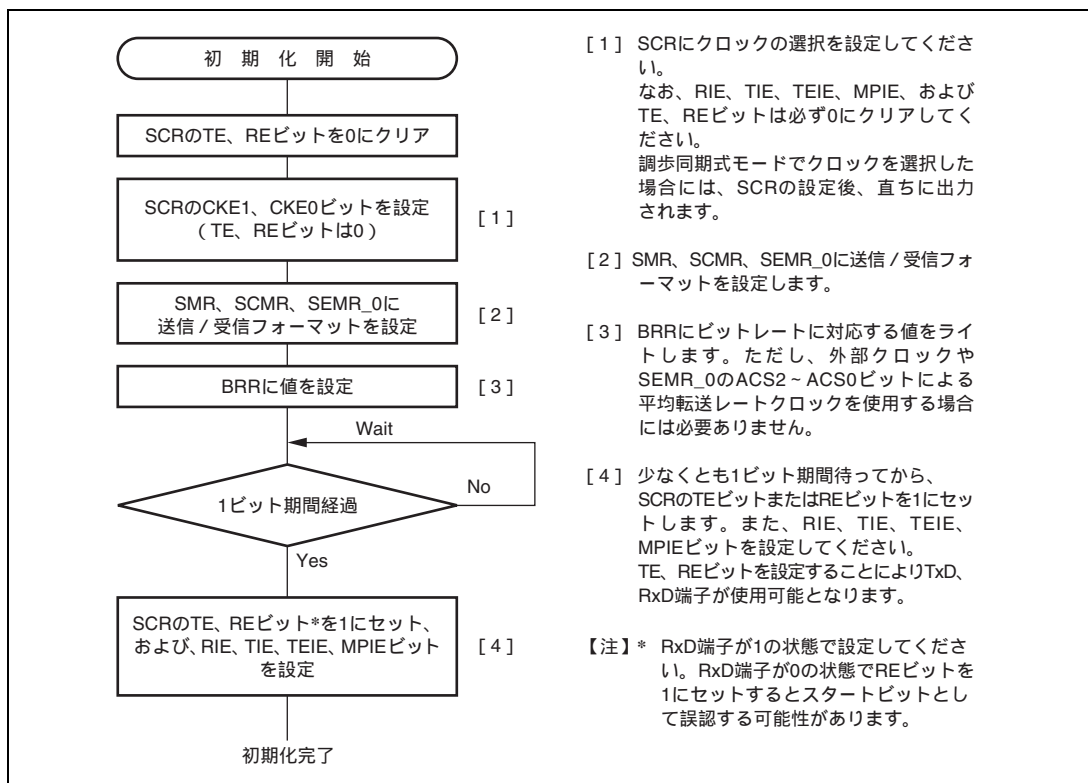 初期化開始
SCRのTE、REビットを0にクリア
SCRのCKE1、CKE0ビットを設定
（TE、REビットは0）
[1]
SMR、SCMR、SEMR_0に
送信／受信フォーマットを設定
[2]
BRRに値を設定
[3]
Wait
1ビット期間経過
No
Yes
SCRのTE、REビット*を1にセット、
および、RIE、TIE、TEIE、MPIEビット
を設定
[4]
初期化完了
[1] SCRにクロックの選択を設定してくださ
い。
なお、RIE、TIE、TEIE、MPIE、および
TE、REビットは必ず0にクリアしてく
ださい。
調歩同期式モードでクロックを選択した
場合には、SCRの設定後、直ちに出力
されます。
[2] SMR、SCMR、SEMR_0に送信／受信フォ
ーマットを設定します。
[3] BRRにビットレートに対応する値をライ
トします。ただし、外部クロックや
SEMR_0のACS2～ACS0ビットによる
平均転送レートクロックを使用する場合
には必要ありません。
[4] 少なくとも1ビット期間待ってから、
SCRのTEビットまたはREビットを1にセッ
トします。また、RIE、TIE、TEIE、
MPIEビットを設定してください。
TE、REビットを設定することによりTxD、
RxD端子が使用可能となります。
【注】* RxD端子が1の状態で設定してくださ
い。RxD端子が0の状態でREビットを
1にセットするとスタートビットとし
て誤認する可能性があります。